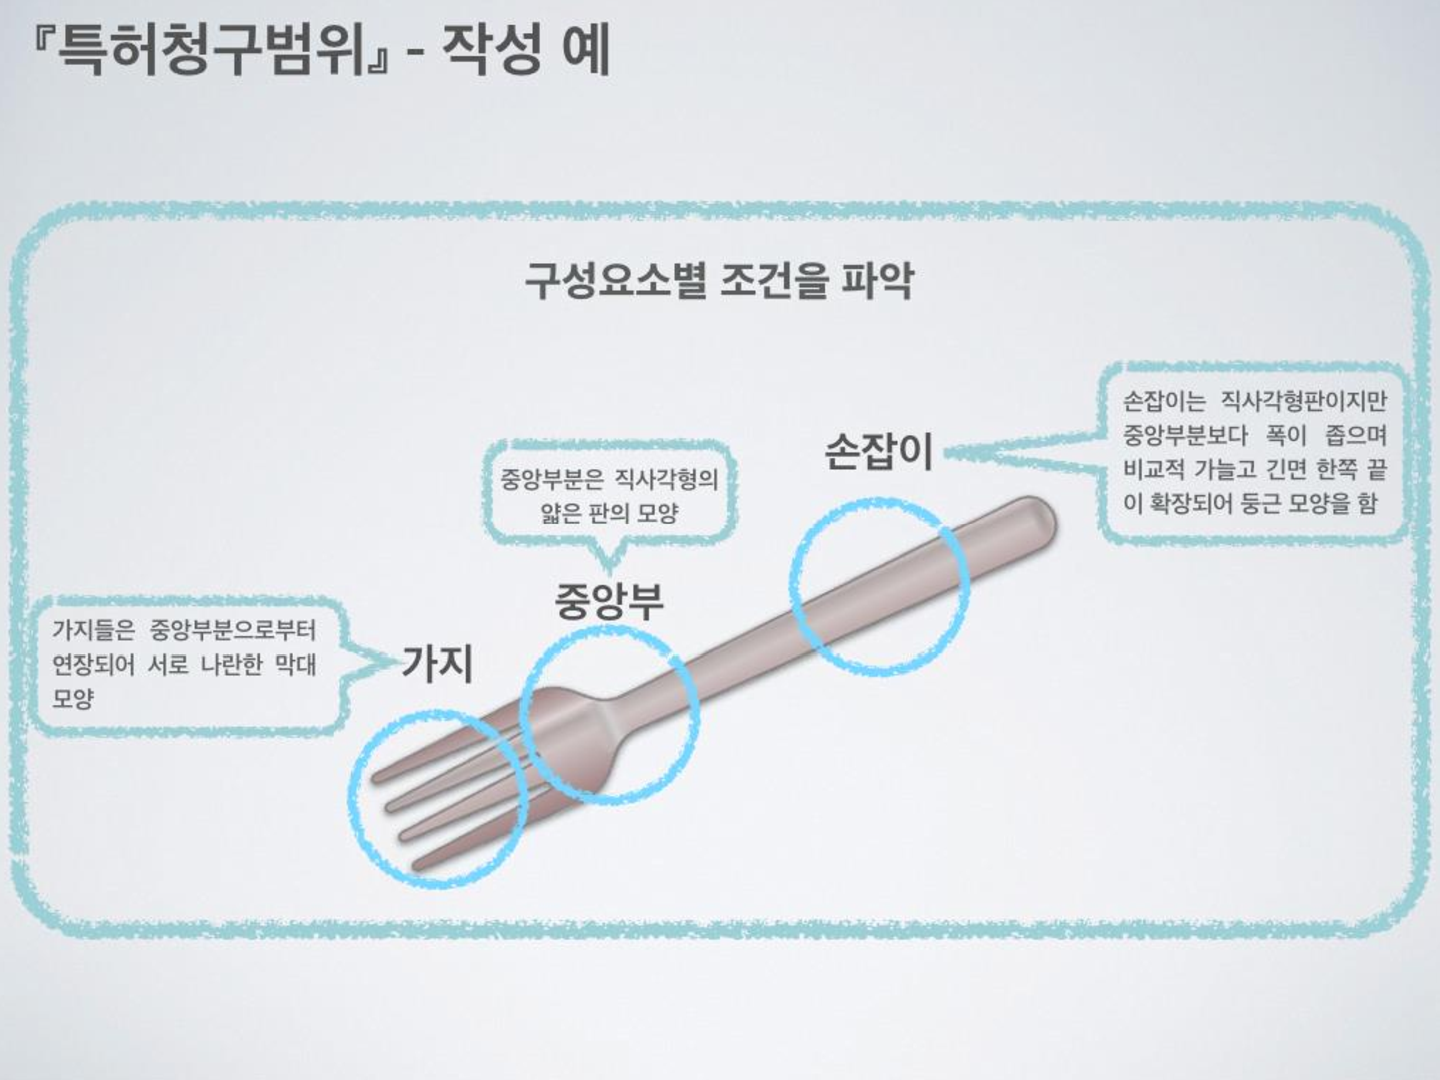 『특허청구범위』 - 작성 예
구성요소별 조건을 파악
손잡이는 직사각형판이지만
중앙부분보다 폭이 좁으며
비교적 가늘고 긴면 한쪽 끝
이 확장되어 둥근 모양을 함
손잡이
중앙부분은 직사각형의
얇은 판의 모양
중앙부
가지들은 중앙부분으로부터
연장되어 서로 나란한 막대
모양
가지